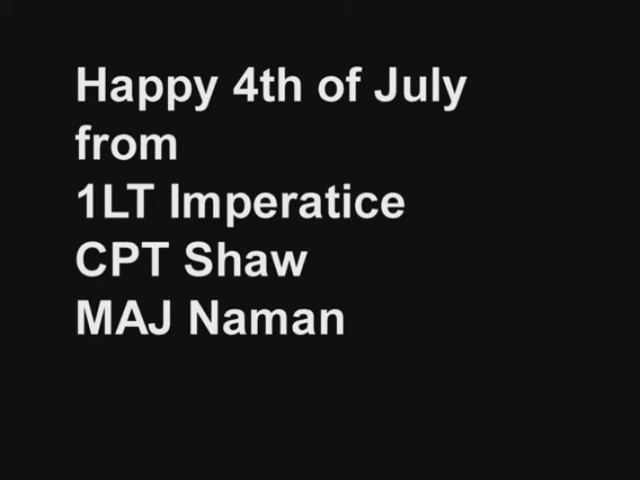 Happy 4th of July
from
1LT Imperatice
CPT Shaw
MAJ Naman